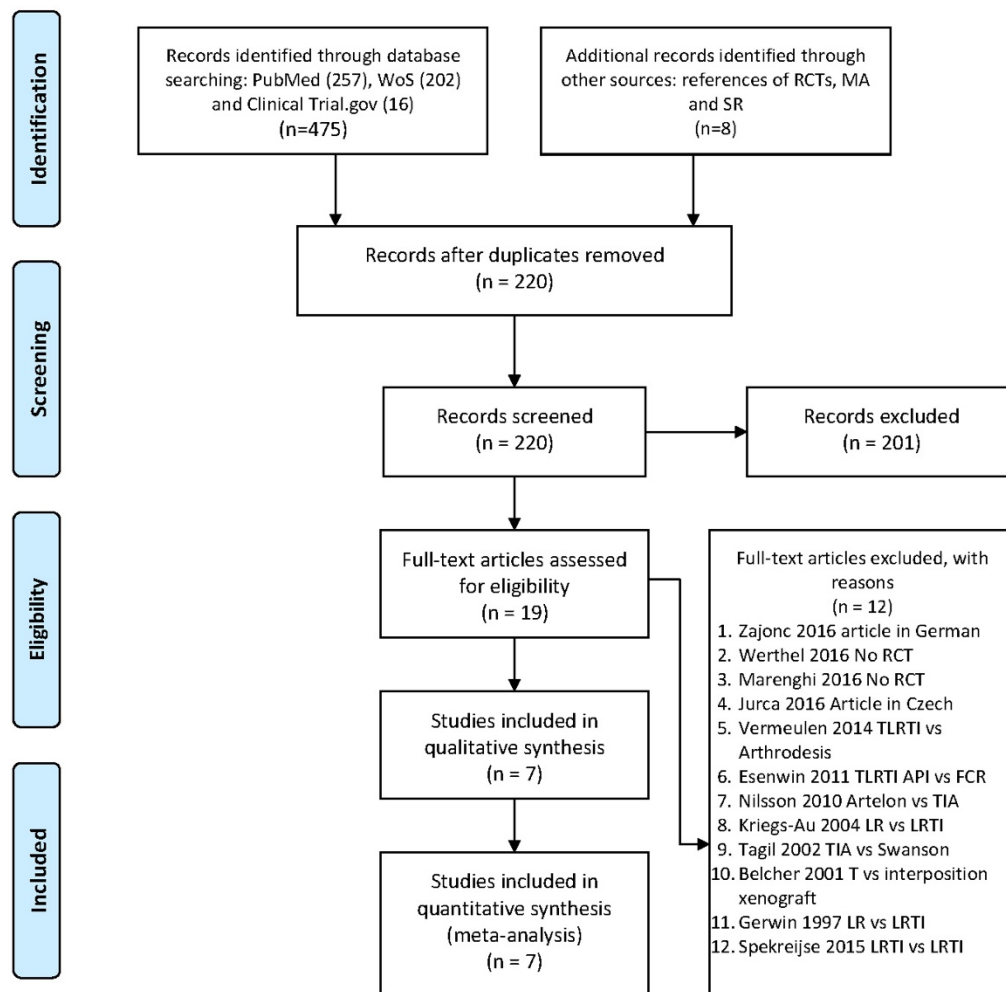 Identification
Records identified through database
searching: PubMed (257), WoS (202)
and Clinical Trial.gov (16)
(n=475)
Additional records identified through
other sources: references of RCTs, MA
and SR
(n=8)
Records after duplicates removed
(n = 220)
Screening
Records screened
(n = 220)
Records excluded
(n = 201)
Eligibility
Full-text articles assessed
for eligibility
(n = 19)
Full-text articles excluded, with
reasons
(n = 12)
1. Zajonc 2016 article in German
2. Werthel 2016 No RCT
3. Marenghi 2016 No RCT
4. Jurca 2016 Article in Czech
5. Vermeulen 2014 TLRTI vs
Arthrodesis
6. Esenwin 2011 TLRTI API vs FCR
7. Nilsson 2010 Artelon vs TIA
8. Kriegs-Au 2004 LR vs LRTI
9. Tagil 2002 TIA vs Swanson
10. Belcher 2001 T vs interposition
xenograft
11. Gerwin 1997 LR vs LRTI
12. Spekreijse 2015 LRTI vs LRTI
Studies included in
qualitative synthesis
(n = 7)
Included
Studies included in
quantitative synthesis
(meta-analysis)
(n = 7)